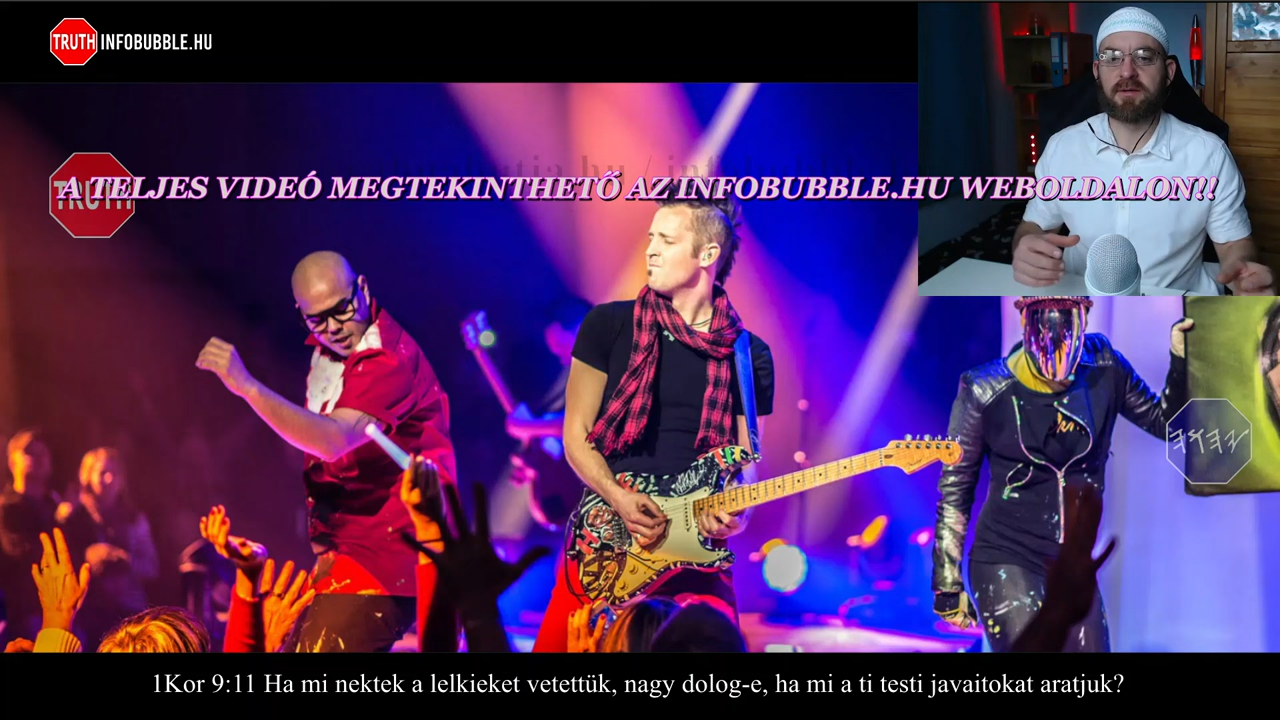 TRUTH INFOBUBBLE.HU
A TELJES VIDEÓ MEGTEKINTHETŐ AZ INFOBUBBLE.HU WEBOLDALON!!
TRUTH
𐤉𐤄𐤅𐤄
1Kor 9:11 Ha mi nektek a lelkieket vetettük, nagy dolog-e, ha mi a ti testi javaitokat aratjuk?